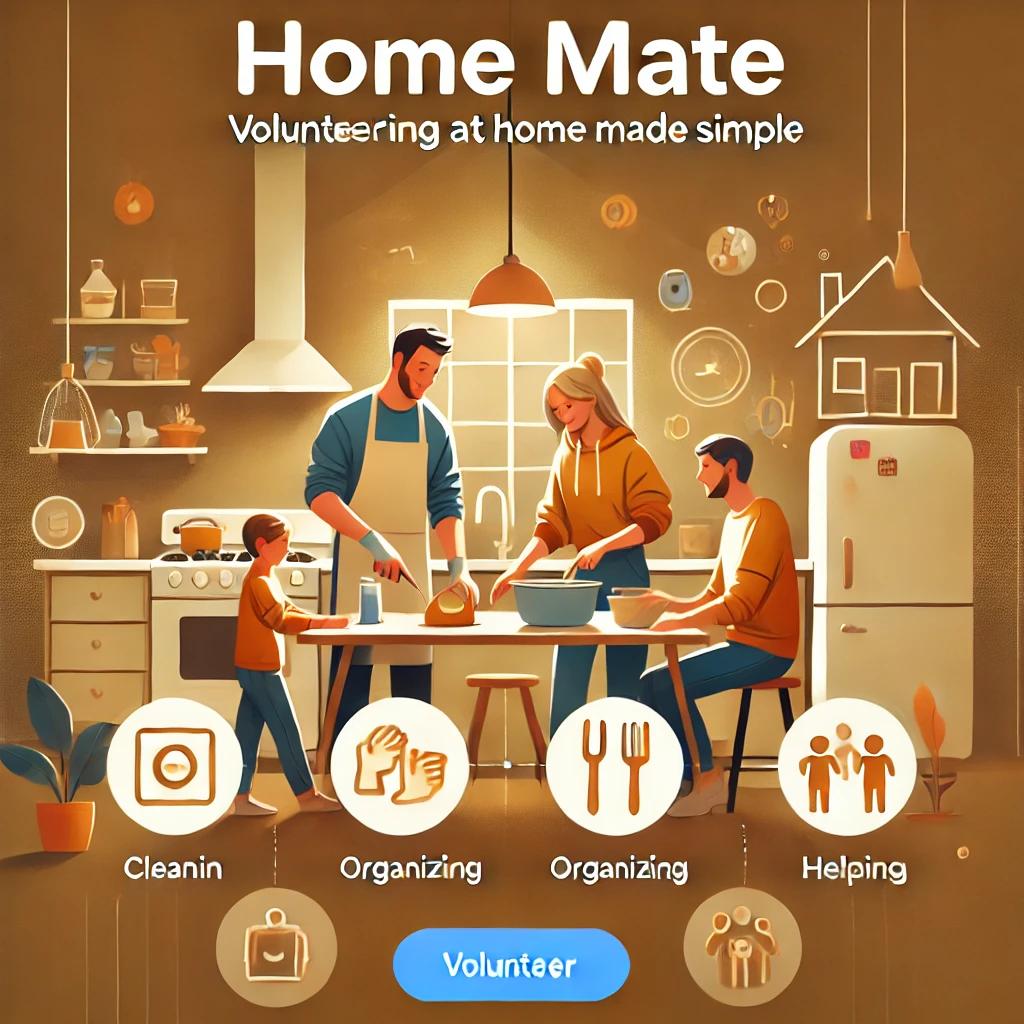 Home Mate
Volunteering at home made simple
Cleanin
Organizing
Organizing
Helping
Volunteer